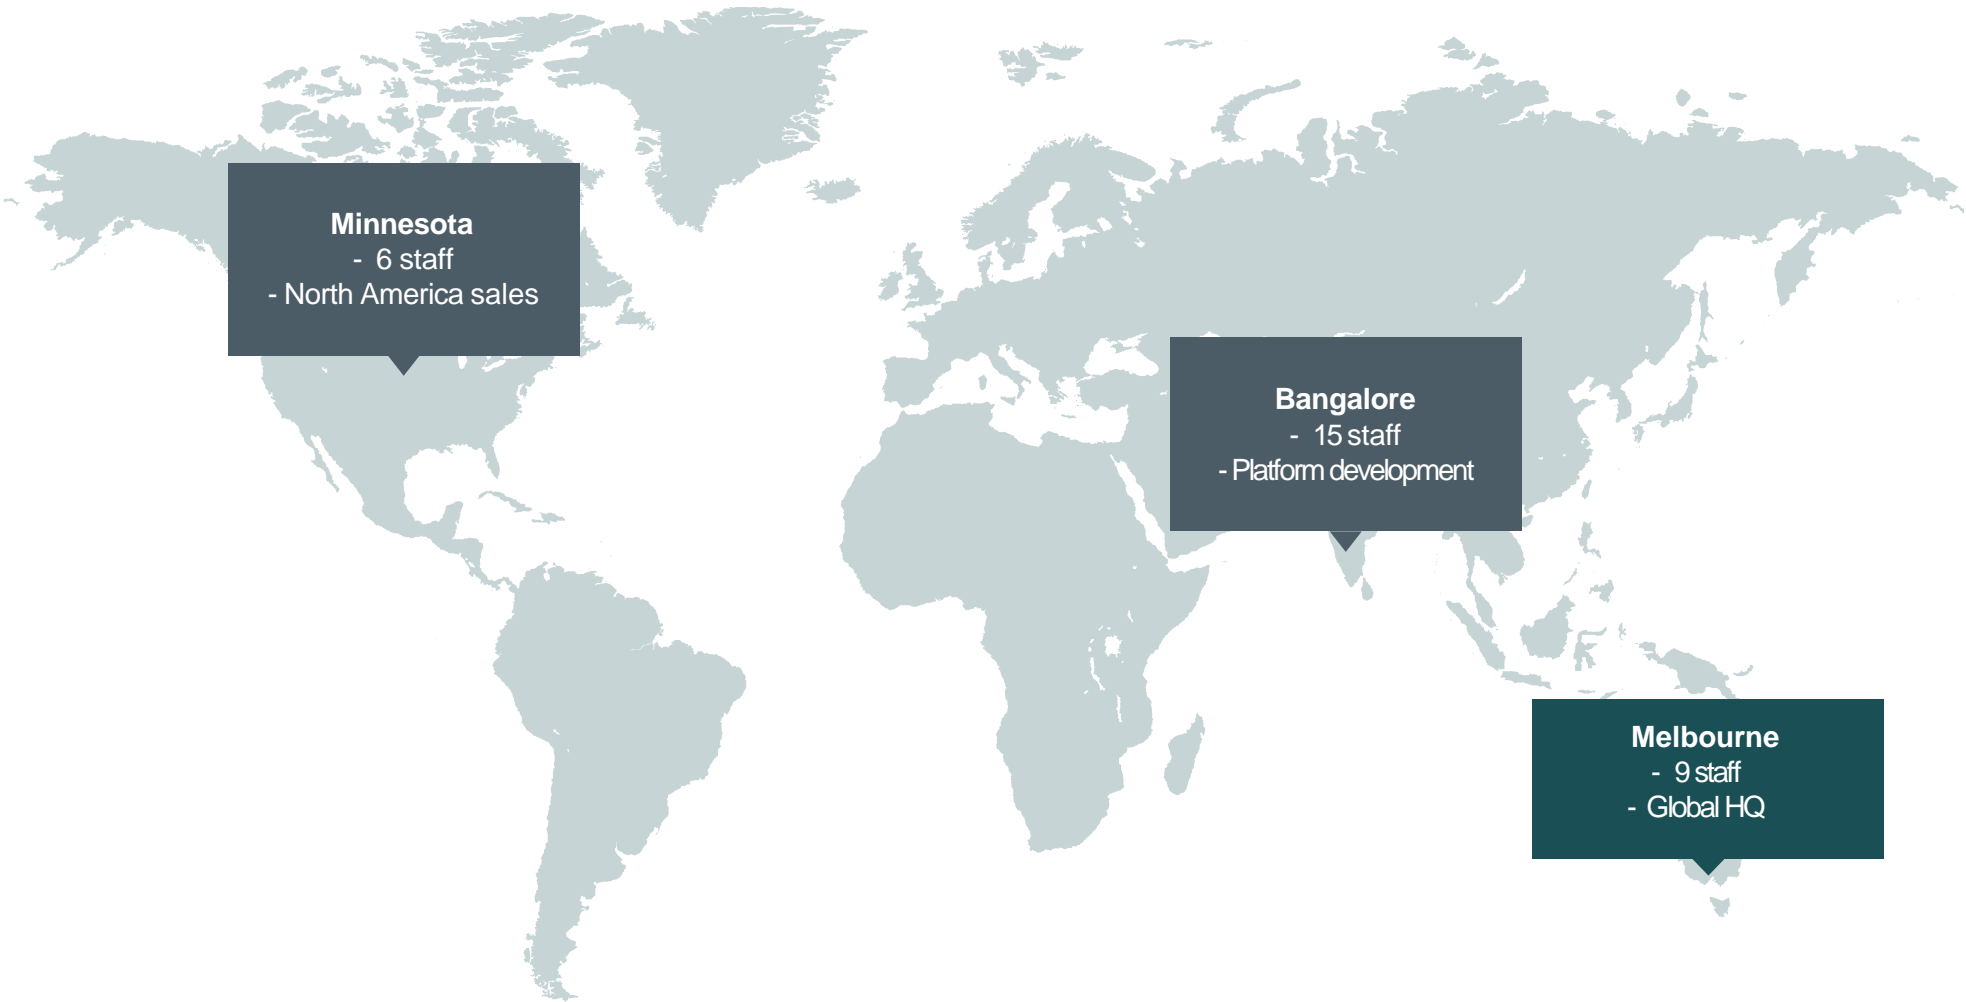 Minnesota
- 6 staff
- North America sales
Bangalore
- 15 staff
- Platform development
Melbourne
- 9 staff
- Global HQ